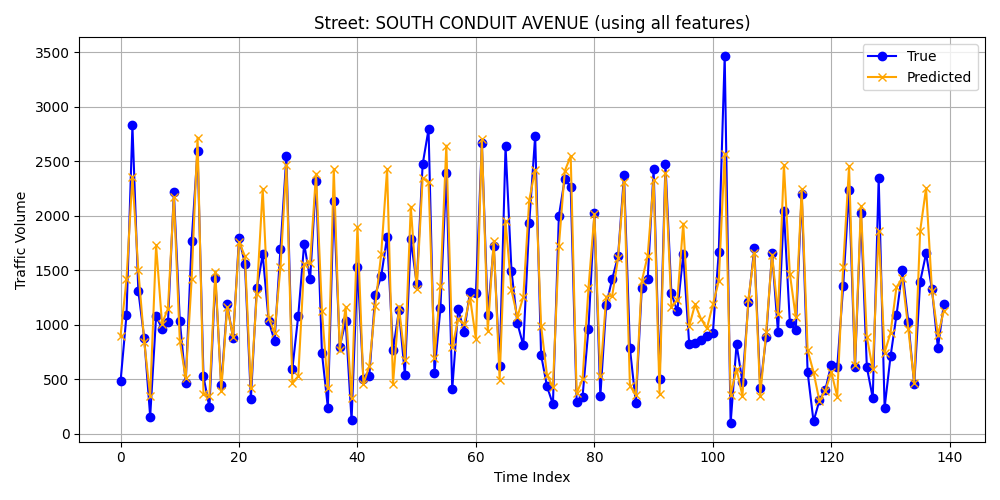 Street: SOUTH CONDUIT AVENUE (using all features)
True
Predicted
Traffic Volume
3500
3000
2500
2000
1500
1000
500
0
0 20 40 60 80 100 120 140
Time Index